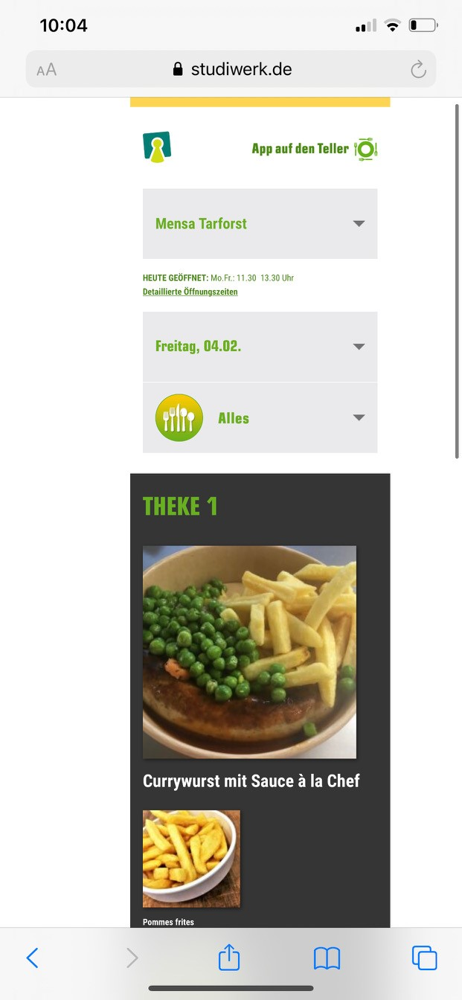 10:04
AA
studiwerk.de
App auf den Teller
Mensa Tarforst
HEUTE GEÖFFNET: Mo.Fr.: 11.30 13.30 Uhr
Detaillierte Öffnungszeiten
Freitag, 04.02.
Alles
THEKE 1
Currywurst mit Sauce à la Chef
Pommes frites